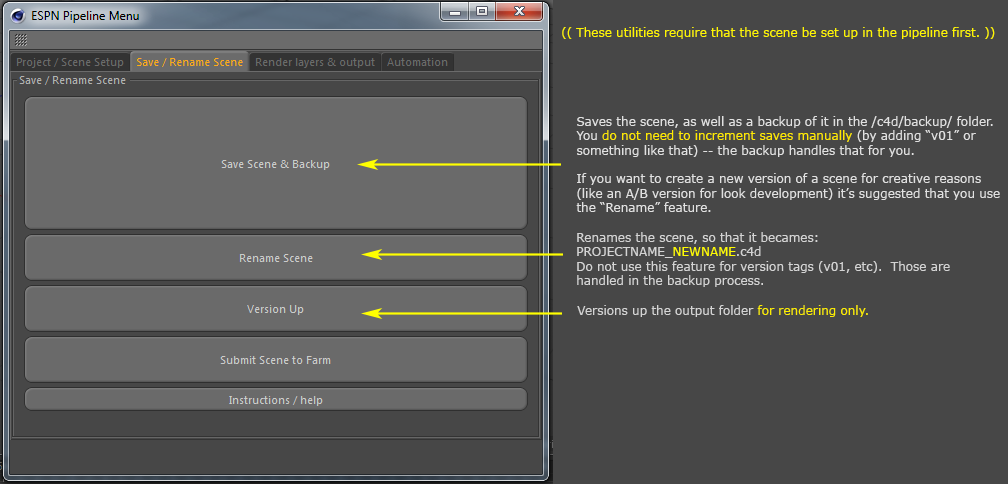 ESPN Pipeline Menu
(( These utilities require that the scene be set up in the pipeline first. ))
Project / Scene Setup
Save / Rename Scene
Render layers & output
Automation
Save / Rename Scene
Save Scene & Backup
Saves the scene, as well as a backup of it in the /c4d/backup/ folder.
You do not need to increment saves manually (by adding “v01” or
something like that) -- the backup handles that for you.
If you want to create a new version of a scene for creative reasons
(like an A/B version for look development) it’s suggested that you use
the “Rename” feature.
Rename Scene
Renames the scene, so that it becames:
PROJECTNAME_NEWNAME.c4d
Do not use this feature for version tags (v01, etc).  Those are
handled in the backup process.
Version Up
Versions up the output folder for rendering only.
Submit Scene to Farm
Instructions / help